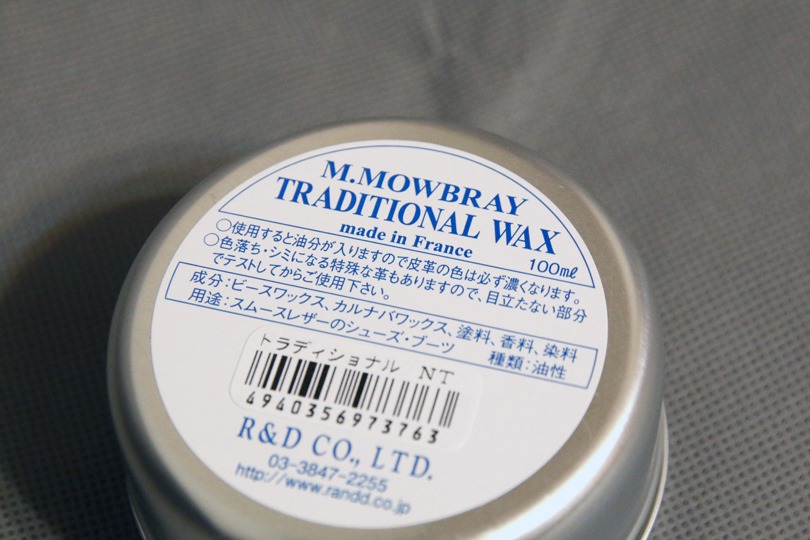 M.MOWBRAY
TRADITIONAL WAX
made in France
100ml
○使用すると油分が入りますので皮革の色は必ず濃くなります。
○色落ち・シミになる特殊な革もありますので、目立たない部分
でテストしてからご使用下さい。
成分：ビースワックス、カルナバワックス、塗料、香料、染料
用途：スムースレザーのシューズ・ブーツ 種類：油性
トラディショナル NT
4940356973763
R&D CO., LTD.
03-3847-2255
http://www.randd.co.jp